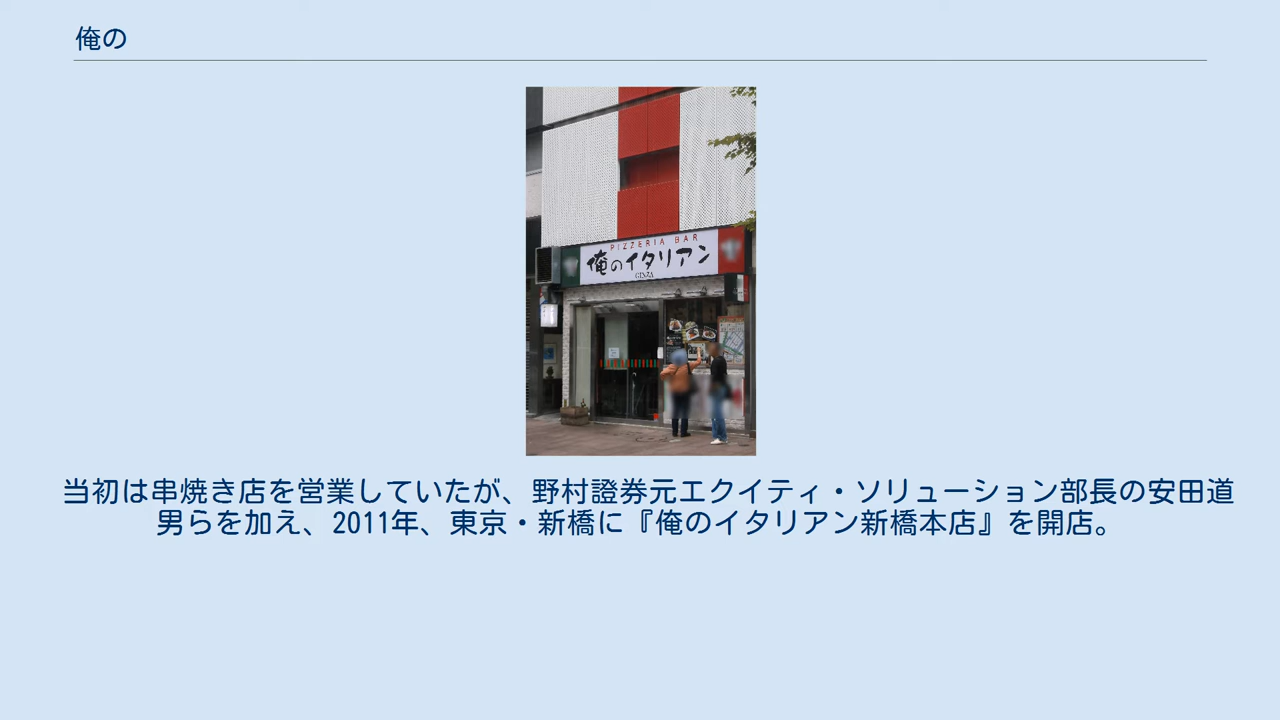 俺の
PIZZERIA BAR
俺のイタリアン
GINZA
当初は串焼き店を営業していたが、野村證券元エクイティ・ソリューション部長の安田道
男らを加え、2011年、東京・新橋に『俺のイタリアン新橋本店』を開店。